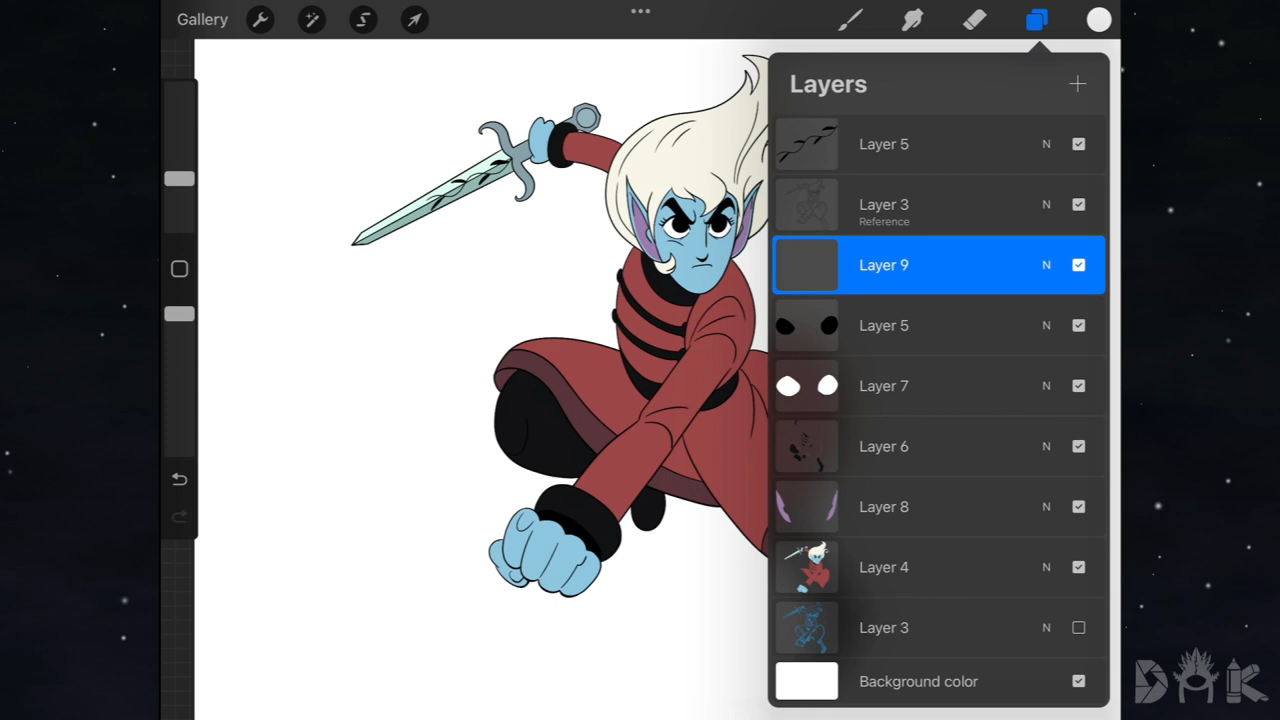 Gallery
Layers
Layer 5 N
Layer 3 N
Reference
Layer 9 N
Layer 5 N
Layer 7 N
Layer 6 N
Layer 8 N
Layer 4 N
Layer 3 N
Background color
DAK